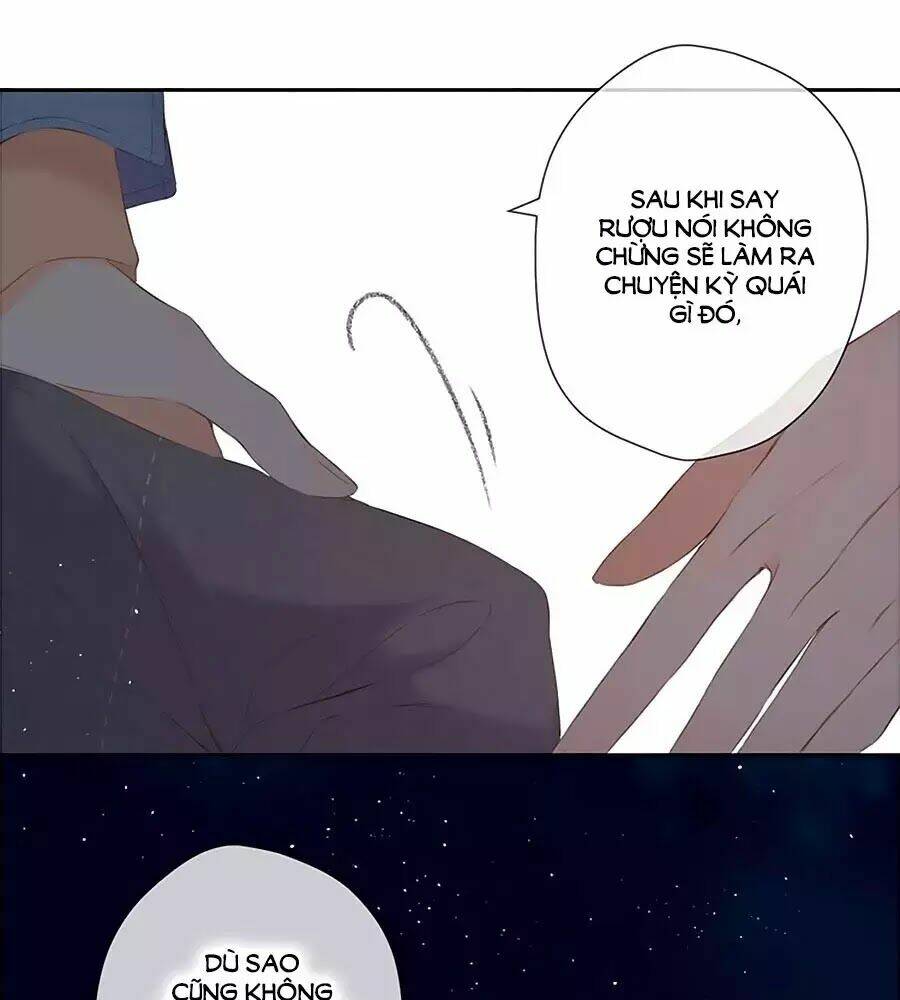 SAU KHI SAY
RƯỢU NÓI KHÔNG
CHỪNG SẼ LÀM RA
CHUYỆN KỲ QUÁI
GÌ ĐÓ,
DÙ SAO
CŨNG KHÔNG